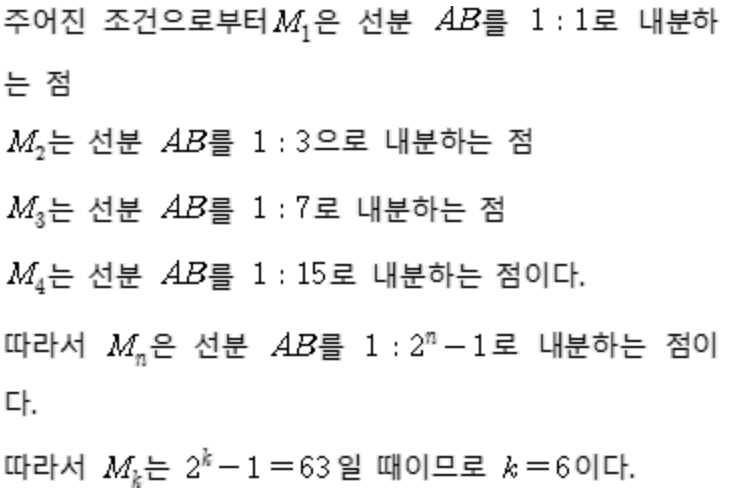 주어진 조건으로부터 M₁은 선분 AB를 1 : 1로 내분하
는 점
M₂는 선분 AB를 1 : 3으로 내분하는 점
M₃는 선분 AB를 1 : 7로 내분하는 점
M₄는 선분 AB를 1 : 15로 내분하는 점이다.
따라서 Mₙ은 선분 AB를 1 : 2ⁿ − 1로 내분하는 점이
다.
따라서 Mₖ는 2ᵏ − 1 = 63일 때이므로 k = 6이다.